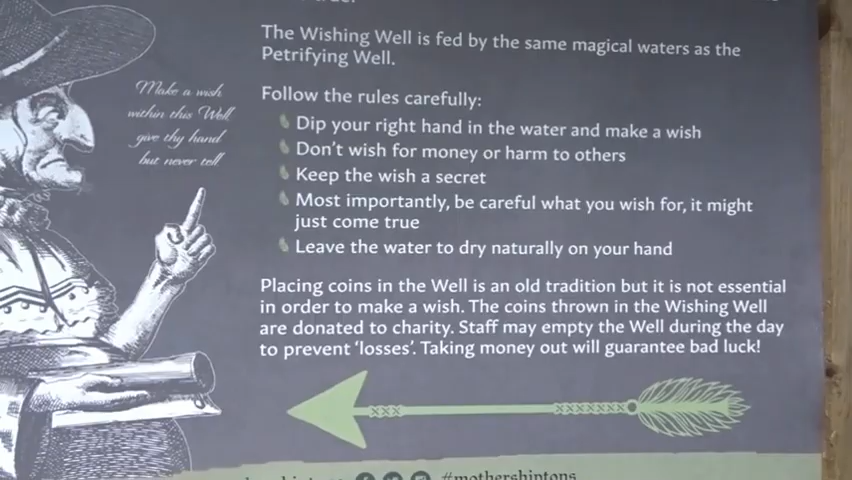 The Wishing Well is fed by the same magical waters as the
Petrifying Well.
Make a wish
within this Well
give thy hand
but never tell
Follow the rules carefully:
Dip your right hand in the water and make a wish
Don't wish for money or harm to others
Keep the wish a secret
Most importantly, be careful what you wish for, it might
just come true
Leave the water to dry naturally on your hand
Placing coins in the Well is an old tradition but it is not essential
in order to make a wish. The coins thrown in the Wishing Well
are donated to charity. Staff may empty the Well during the day
to prevent 'losses'. Taking money out will guarantee bad luck!
#mothershiptons